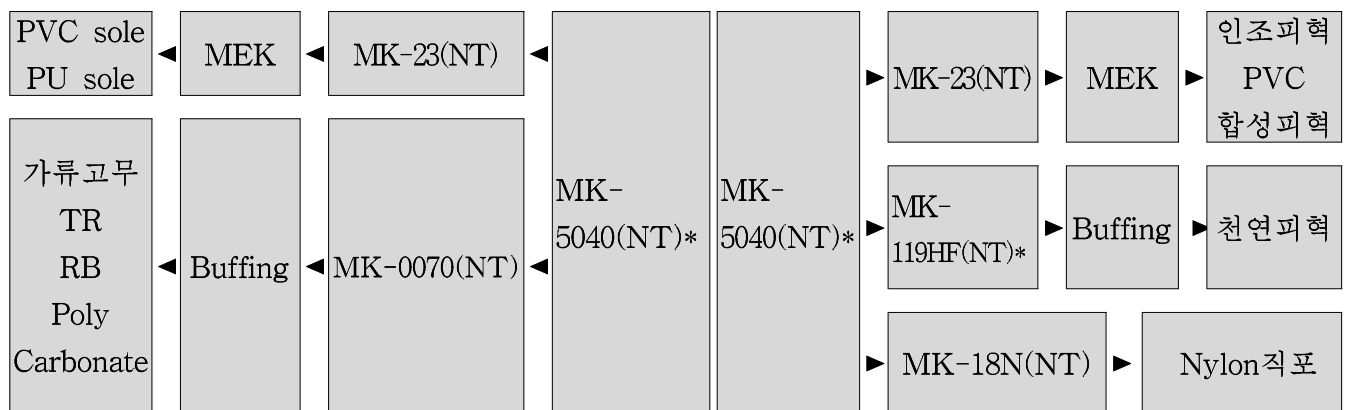 PVC sole
PU sole
MEK
MK-23(NT)
가류고무
TR
RB
Poly
Carbonate
Buffing
MK-0070(NT)
MK-
5040(NT)*
MK-
5040(NT)*
MK-23(NT)
MEK
인조피혁
PVC
합성피혁
MK-
119HF(NT)*
Buffing
천연피혁
MK-18N(NT)
Nylon직포